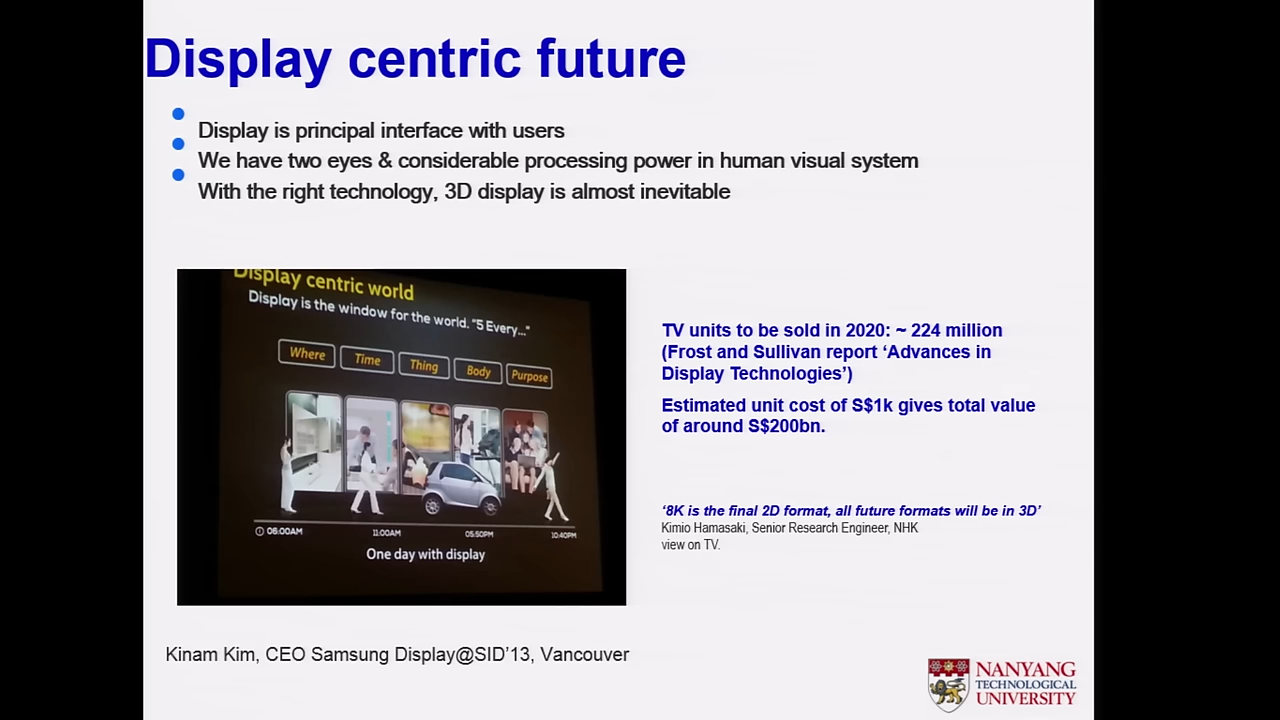 Display centric future
Display is principal interface with users
We have two eyes & considerable processing power in human visual system
With the right technology, 3D display is almost inevitable
Display centric world
Display is the window for the world. "5 Every..."
Where
Time
Thing
Body
Purpose
06:00AM
11:00AM
05:50PM
10:40PM
One day with display
TV units to be sold in 2020: ~ 224 million
(Frost and Sullivan report ‘Advances in
Display Technologies’)
Estimated unit cost of S$1k gives total value
of around S$200bn.
‘8K is the final 2D format, all future formats will be in 3D’
Kimio Hamasaki, Senior Research Engineer, NHK
view on TV.
Kinam Kim, CEO Samsung Display@SID’13, Vancouver
NANYANG
TECHNOLOGICAL
UNIVERSITY